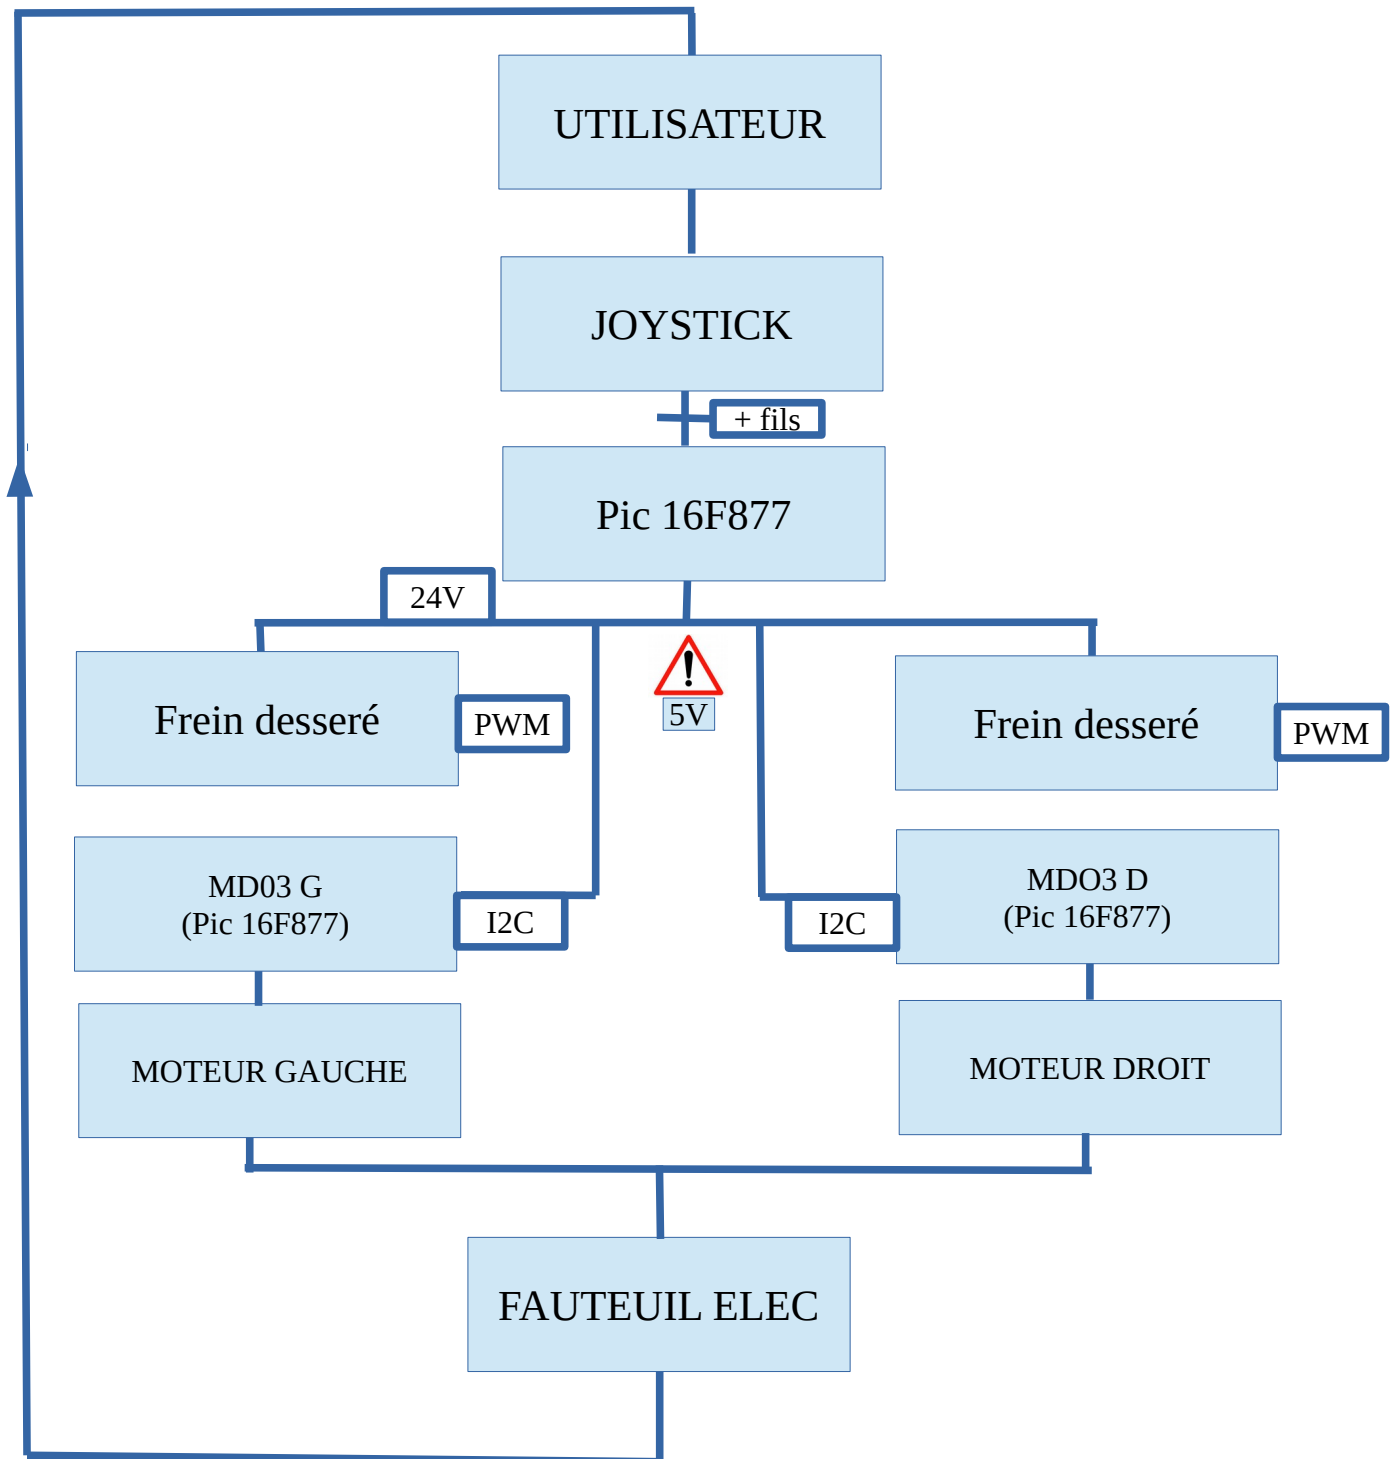 UTILISATEUR
JOYSTICK
+ fils
Pic 16F877
24V
5V
Frein desseré
PWM
Frein desseré
PWM
MD03 G
(Pic 16F877)
I2C
I2C
MDO3 D
(Pic 16F877)
MOTEUR GAUCHE
MOTEUR DROIT
FAUTEUIL ELEC